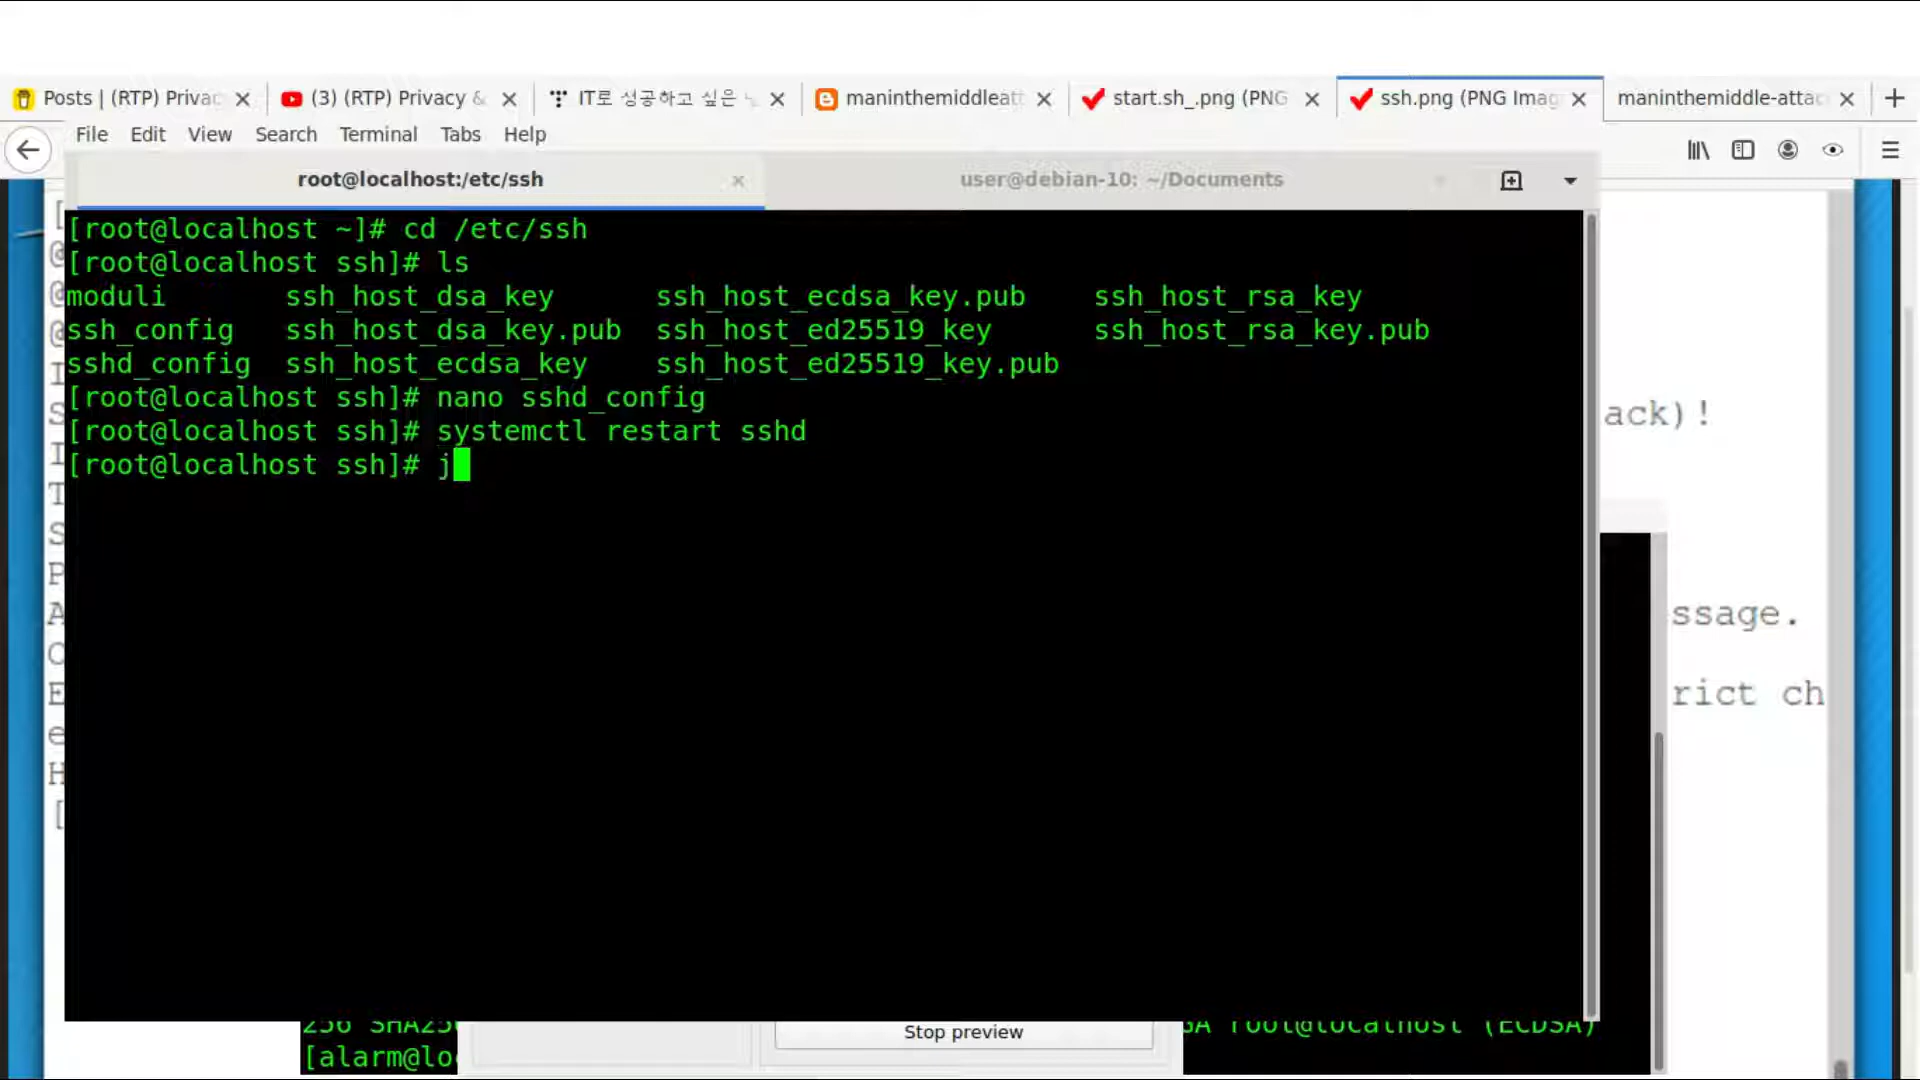 Posts | (RTP) Privac
(3) (RTP) Privacy &
IT로 성공하고 싶은
maninthemiddleatt
start.sh_.png (PNG
ssh.png (PNG Imag
maninthemiddle-attac
File Edit View Search Terminal Tabs Help
root@localhost:/etc/ssh
user@debian-10: ~/Documents
[root@localhost ~]# cd /etc/ssh
[root@localhost ssh]# ls
moduli ssh_host_dsa_key ssh_host_ecdsa_key.pub ssh_host_rsa_key
ssh_config ssh_host_dsa_key.pub ssh_host_ed25519_key ssh_host_rsa_key.pub
sshd_config ssh_host_ecdsa_key ssh_host_ed25519_key.pub
[root@localhost ssh]# nano sshd_config
[root@localhost ssh]# systemctl restart sshd
[root@localhost ssh]# j
ack)!
ssage.
rict ch
256 SHA25
GA root@localhost (ECDSA)
[alarm@lo
Stop preview